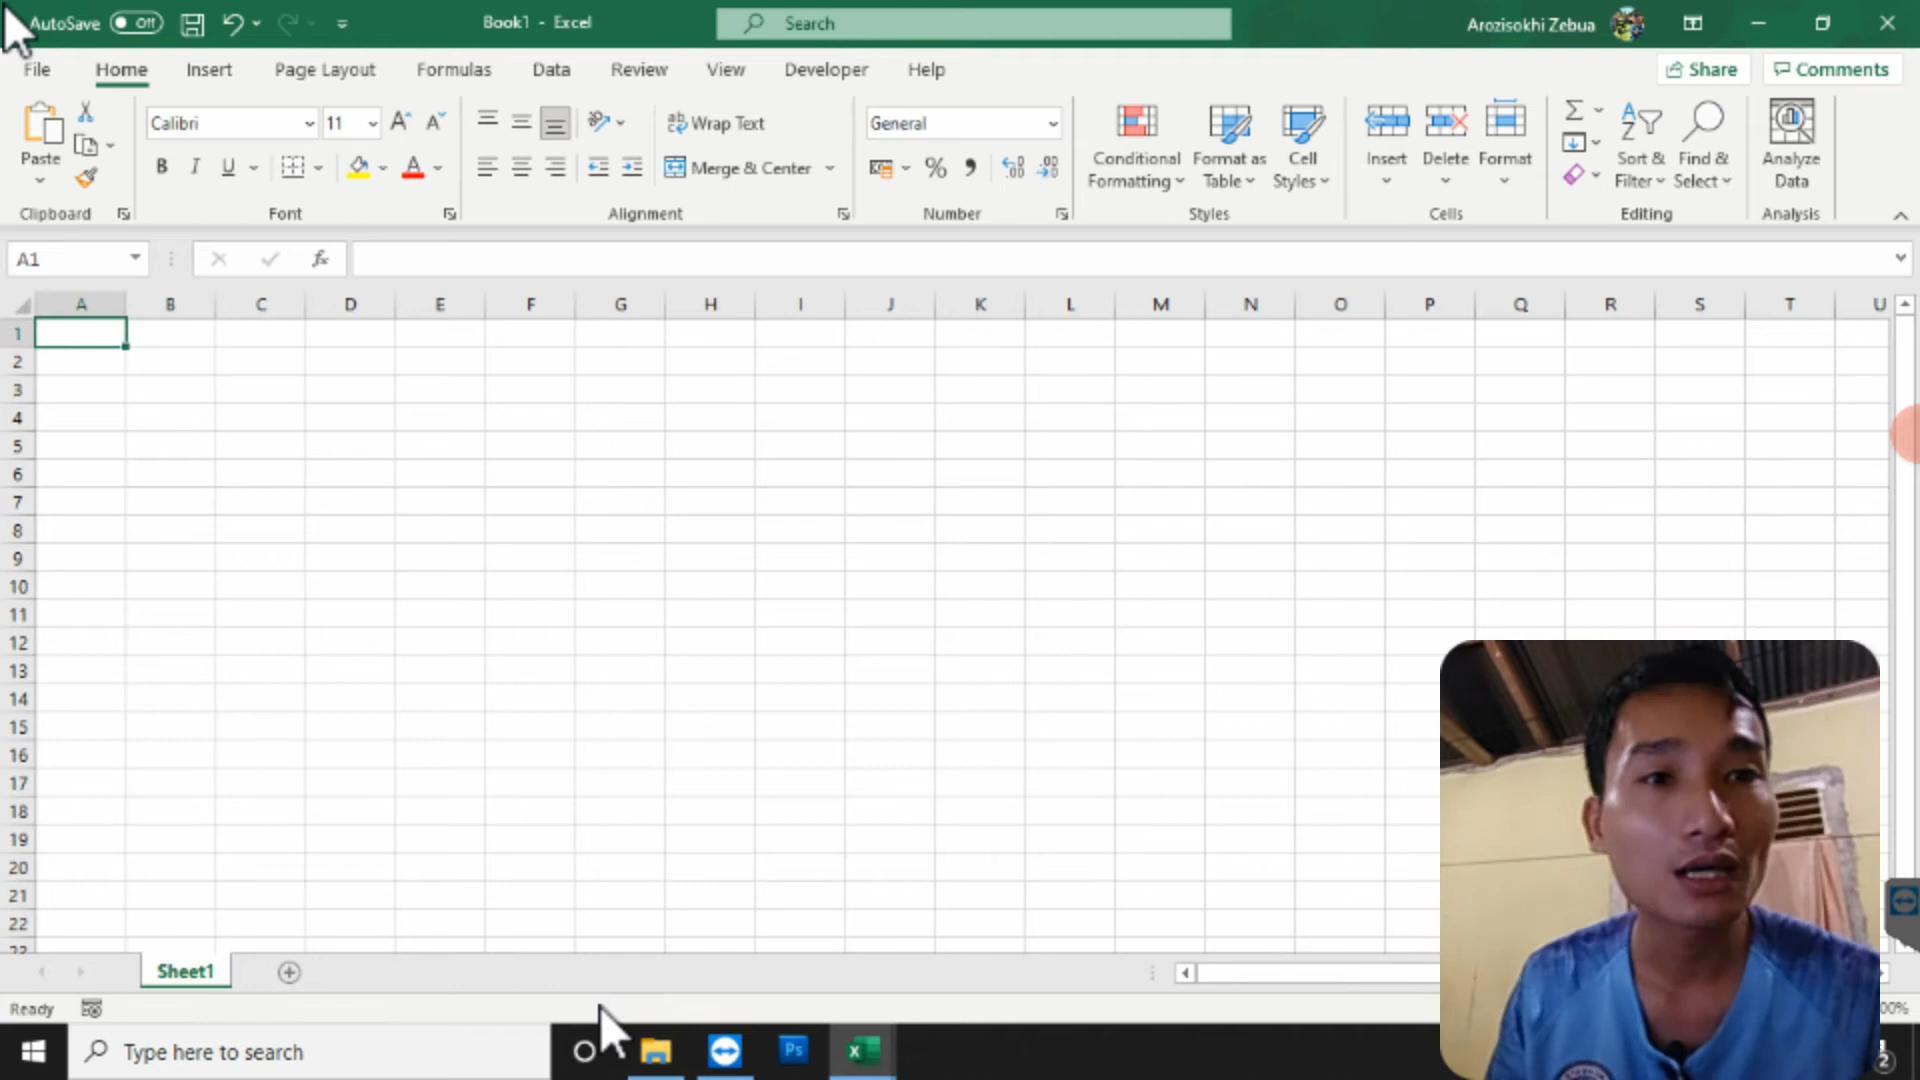 AutoSave Off Book1 - Excel Search Arozisokhi Zebua
File Home Insert Page Layout Formulas Data Review View Developer Help Share Comments
Calibri 11 Wrap Text General
Paste B I U Merge & Center % Conditional Formatting Format as Table Cell Styles Insert Delete Format Sort & Filter Find & Select Analyze Data
Clipboard Font Alignment Number Styles Cells Editing Analysis
A1 fx
A B C D E F G H I J K L M N O P Q R S T U
1
2
3
4
5
6
7
8
9
10
11
12
13
14
15
16
17
18
19
20
21
22
23
Sheet1
Ready 00%
Type here to search Ps 2